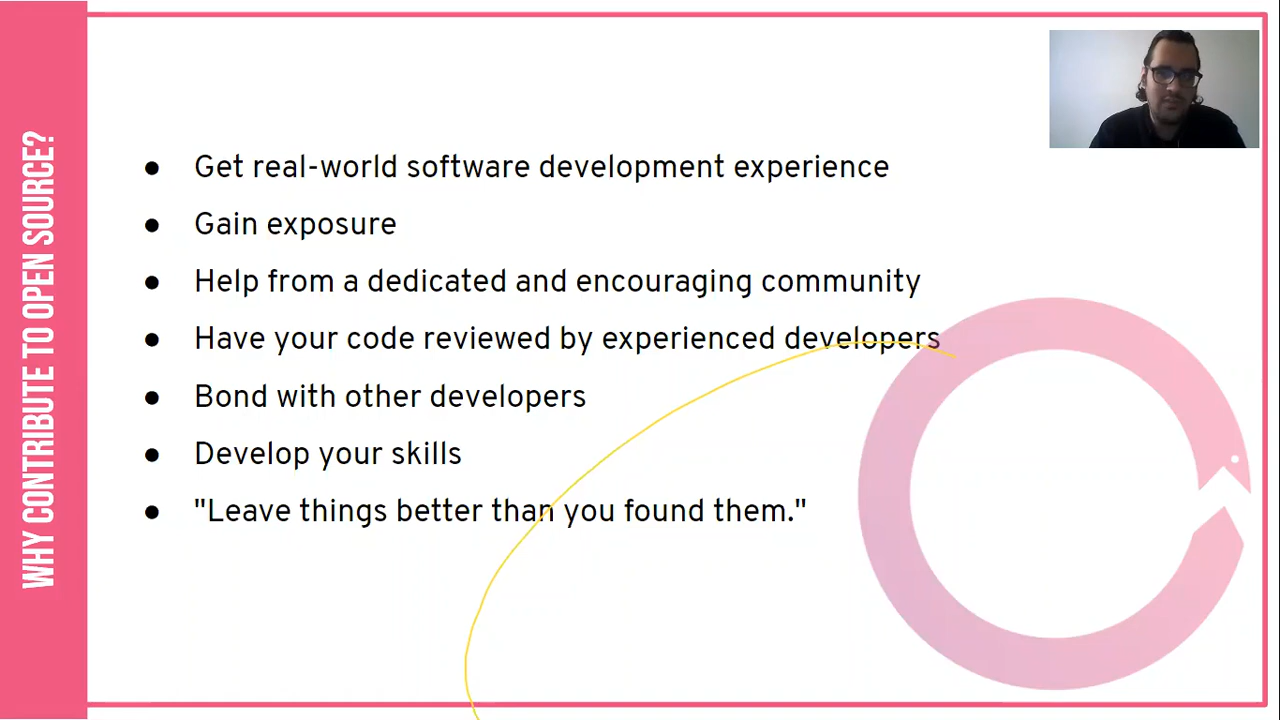 WHY CONTRIBUTE TO OPEN SOURCE?
● Get real-world software development experience
● Gain exposure
● Help from a dedicated and encouraging community
● Have your code reviewed by experienced developers
● Bond with other developers
● Develop your skills
● "Leave things better than you found them."